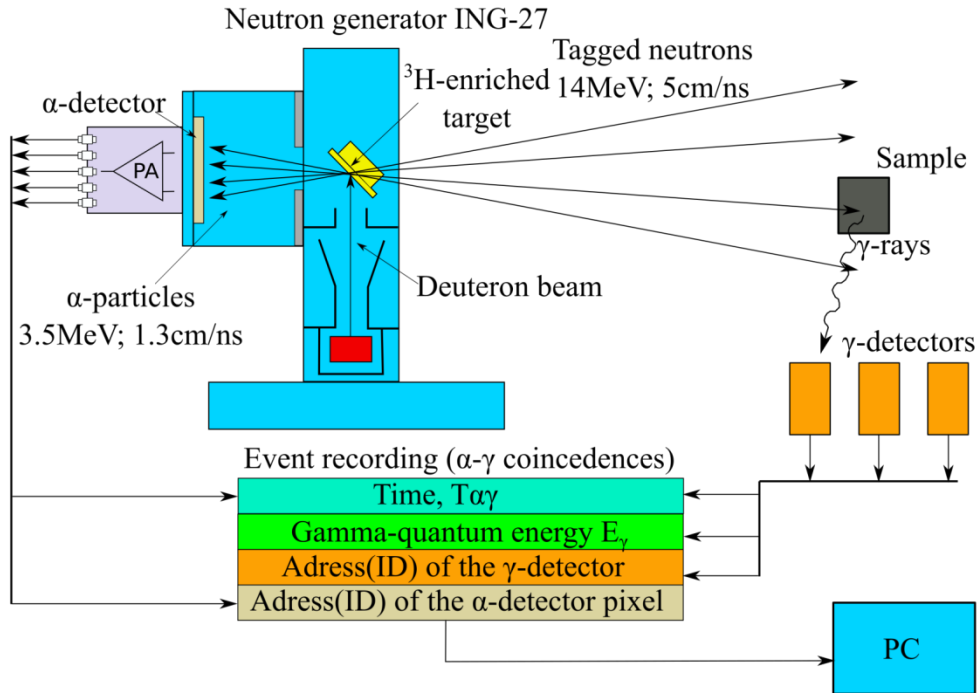 Neutron generator ING-27
Tagged neutrons
14MeV; 5cm/ns
³H-enriched
target
α-detector
PA
Sample
γ-rays
Deuteron beam
α-particles
3.5MeV; 1.3cm/ns
γ-detectors
Event recording (α-γ coincedences)
Time, Tαγ
Gamma-quantum energy Eᵧ
Adress(ID) of the γ-detector
Adress(ID) of the α-detector pixel
PC